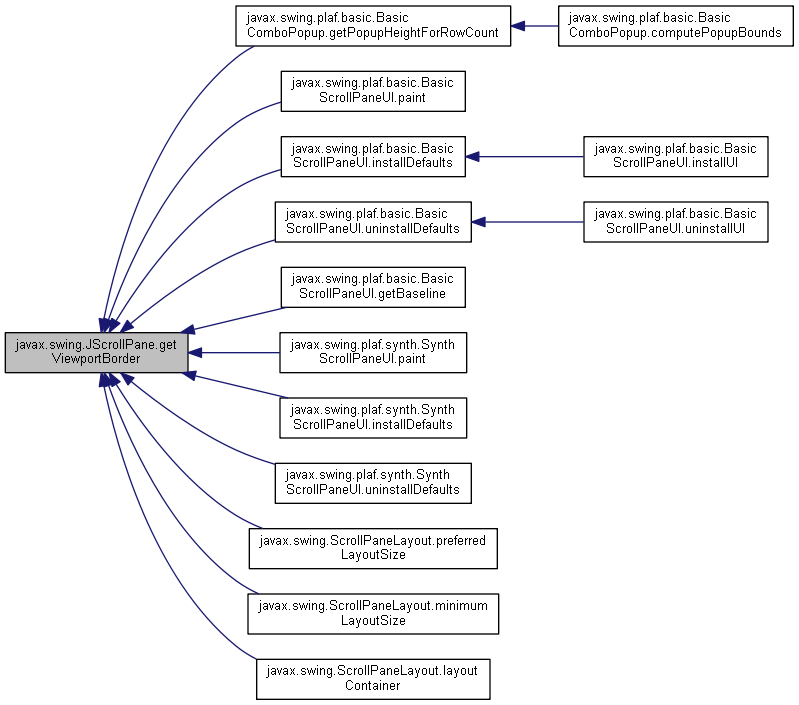 javax.swing.plaf.basic.Basic
ComboPopup.getPopupHeightForRowCount
javax.swing.plaf.basic.Basic
ComboPopup.computePopupBounds
javax.swing.plaf.basic.Basic
ScrollPaneUI.paint
javax.swing.plaf.basic.Basic
ScrollPaneUI.installDefaults
javax.swing.plaf.basic.Basic
ScrollPaneUI.installUI
javax.swing.plaf.basic.Basic
ScrollPaneUI.uninstallDefaults
javax.swing.plaf.basic.Basic
ScrollPaneUI.uninstallUI
javax.swing.plaf.basic.Basic
ScrollPaneUI.getBaseline
javax.swing.JScrollPane.get
ViewportBorder
javax.swing.plaf.synth.Synth
ScrollPaneUI.paint
javax.swing.plaf.synth.Synth
ScrollPaneUI.installDefaults
javax.swing.plaf.synth.Synth
ScrollPaneUI.uninstallDefaults
javax.swing.ScrollPaneLayout.preferred
LayoutSize
javax.swing.ScrollPaneLayout.minimum
LayoutSize
javax.swing.ScrollPaneLayout.layout
Container